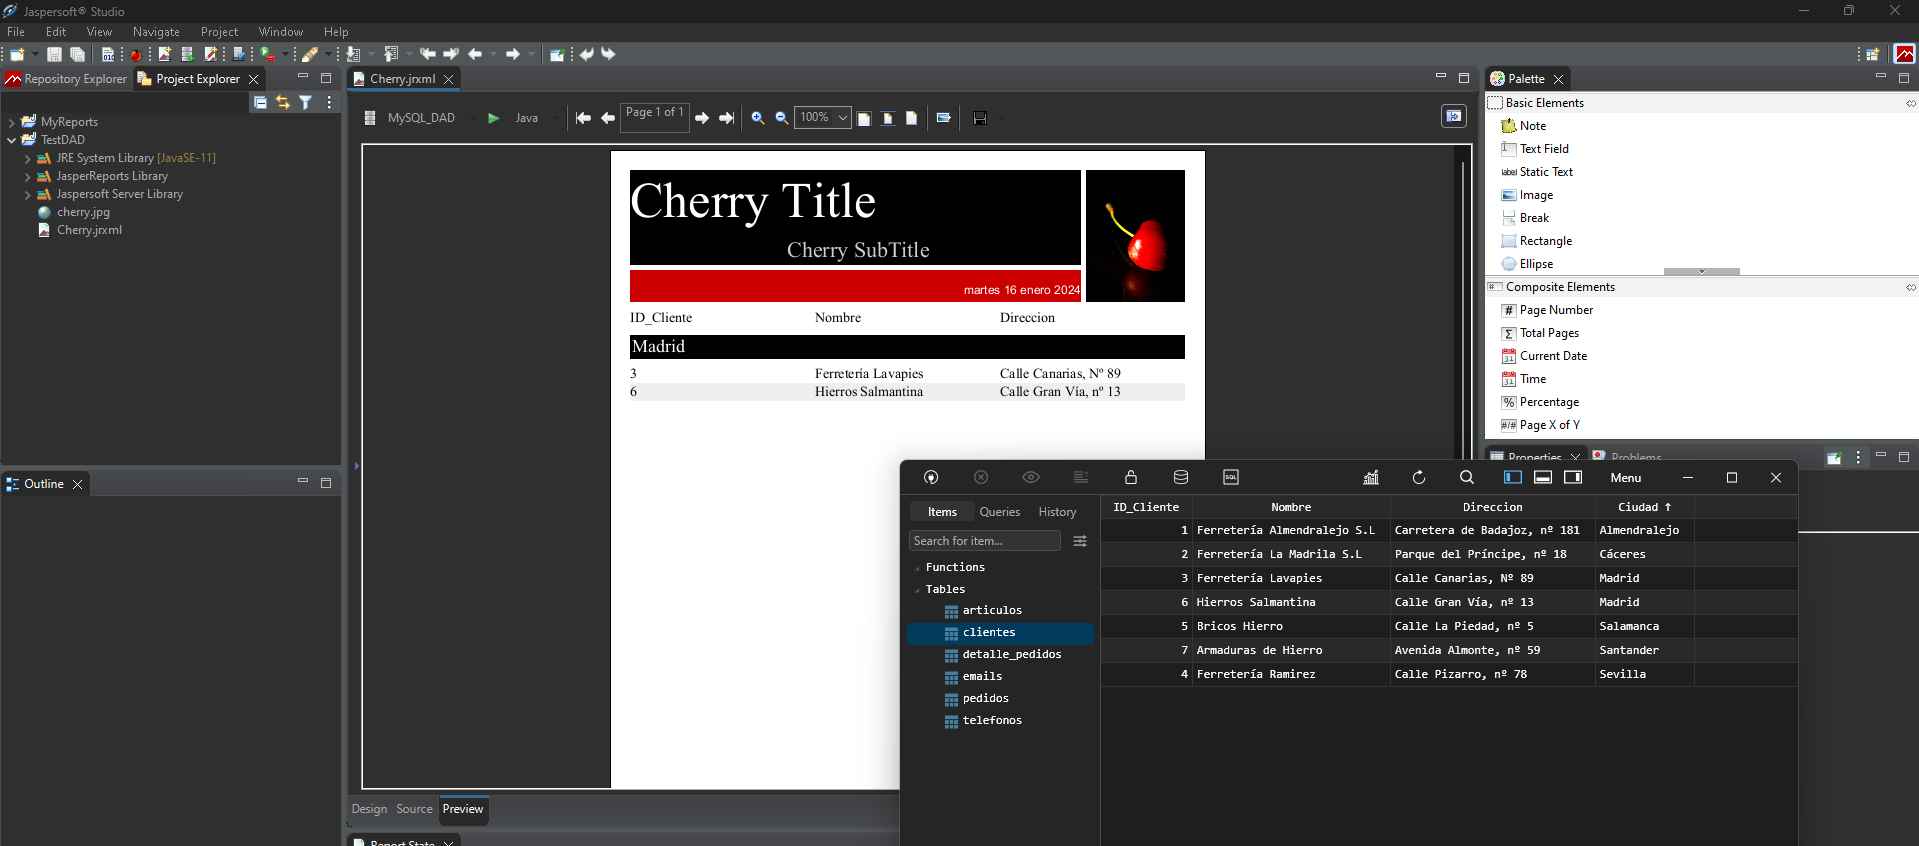 Jaspersoft® Studio
File Edit View Navigate Project Window Help
Repository Explorer Project Explorer
MyReports
TestDAD
JRE System Library [JavaSE-11]
JasperReports Library
Jaspersoft Server Library
cherry.jpg
Cherry.jrxml
Outline
Cherry.jrxml
MySQL_DAD Java Page 1 of 1 100%
Cherry Title
Cherry SubTitle
martes 16 enero 2024
ID_Cliente Nombre Direccion
Madrid
3 Ferretería Lavapies Calle Canarias, Nº 89
6 Hierros Salmantina Calle Gran Vía, nº 13
Design Source Preview
Report State
Palette
Basic Elements
Note
Text Field
label Static Text
Image
Break
Rectangle
Ellipse
Composite Elements
# Page Number
Σ Total Pages
31 Current Date
31 Time
% Percentage
#/# Page X of Y
Properties Problems
SQL Menu
Items Queries History
Search for item...
Functions
Tables
articulos
clientes
detalle_pedidos
emails
pedidos
telefonos
ID_Cliente Nombre Direccion Ciudad ↑
1 Ferretería Almendralejo S.L Carretera de Badajoz, nº 181 Almendralejo
2 Ferretería La Madrila S.L Parque del Príncipe, nº 18 Cáceres
3 Ferretería Lavapies Calle Canarias, Nº 89 Madrid
6 Hierros Salmantina Calle Gran Vía, nº 13 Madrid
5 Bricos Hierro Calle La Piedad, nº 5 Salamanca
7 Armaduras de Hierro Avenida Almonte, nº 59 Santander
4 Ferretería Ramirez Calle Pizarro, nº 78 Sevilla